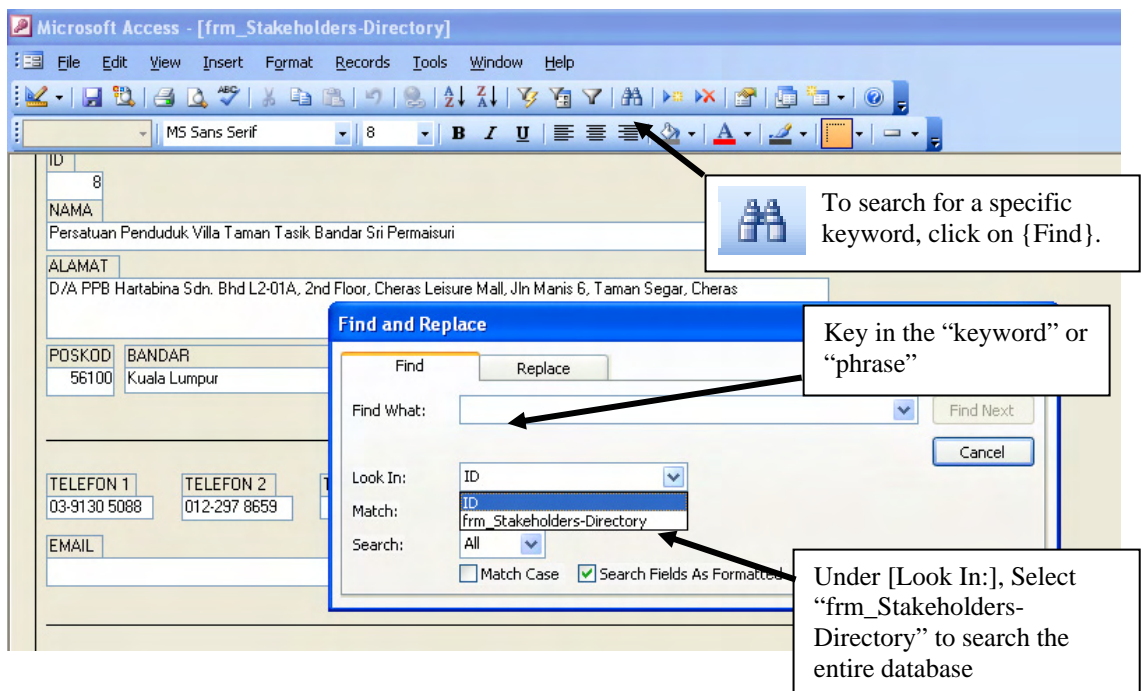 Microsoft Access - [frm_Stakeholders-Directory]
File Edit View Insert Format Records Tools Window Help
ABC A Z Z A
MS Sans Serif 8 B I U A
ID
8
NAMA
Persatuan Penduduk Villa Taman Tasik Bandar Sri Permaisuri
To search for a specific
keyword, click on {Find}.
ALAMAT
D/A PPB Hartabina Sdn. Bhd L2-01A, 2nd Floor, Cheras Leisure Mall, Jln Manis 6, Taman Segar, Cheras
POSKOD BANDAR
56100 Kuala Lumpur
TELEFON 1 TELEFON 2 T
03-9130 5088 012-297 8659
EMAIL
Find and Replace
Find Replace
Key in the “keyword” or
“phrase”
Find What: Find Next
Cancel
Look In: ID
ID
frm_Stakeholders-Directory
Match:
Search: All
Match Case Search Fields As Formatted
Under [Look In:], Select
“frm_Stakeholders-
Directory” to search the
entire database